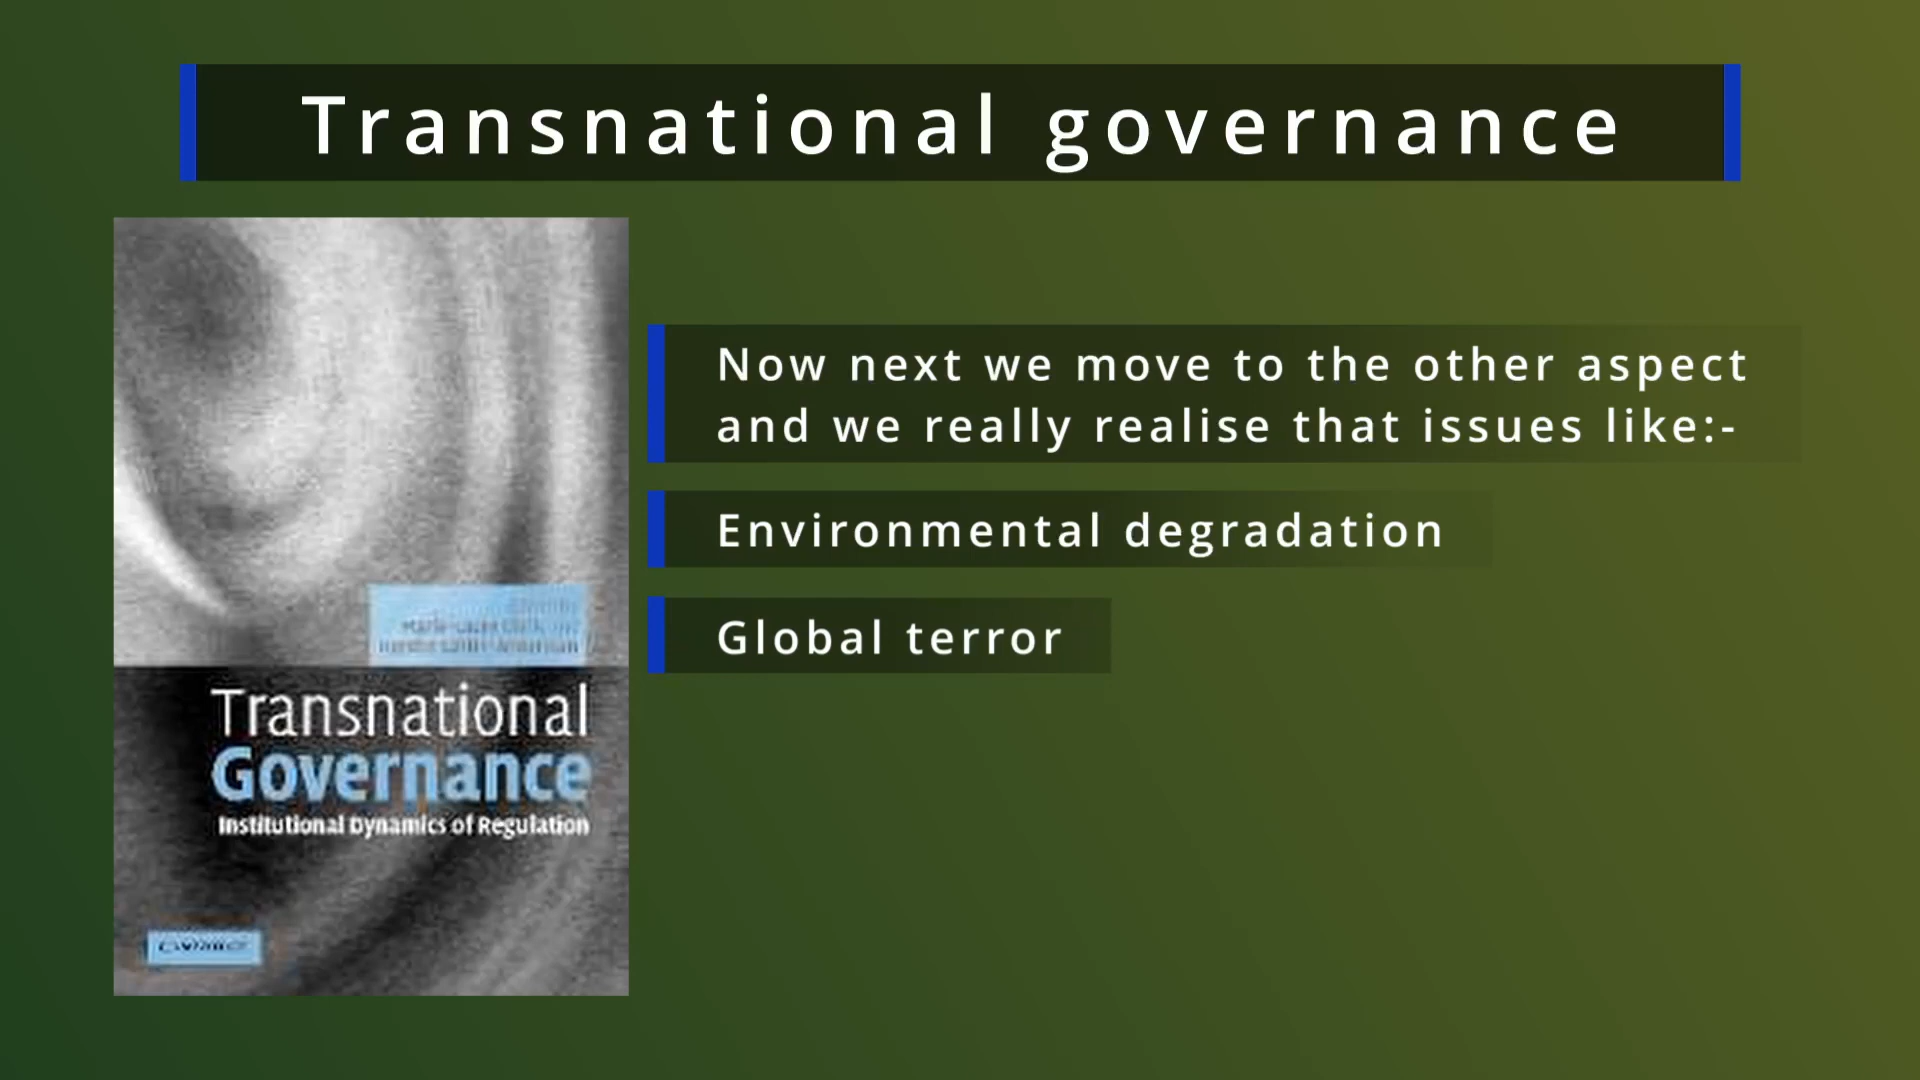 Transnational governance
Now next we move to the other aspect
and we really realise that issues like:-
Environmental degradation
Global terror
Transnational
Governance
Institutional Dynamics of Regulation